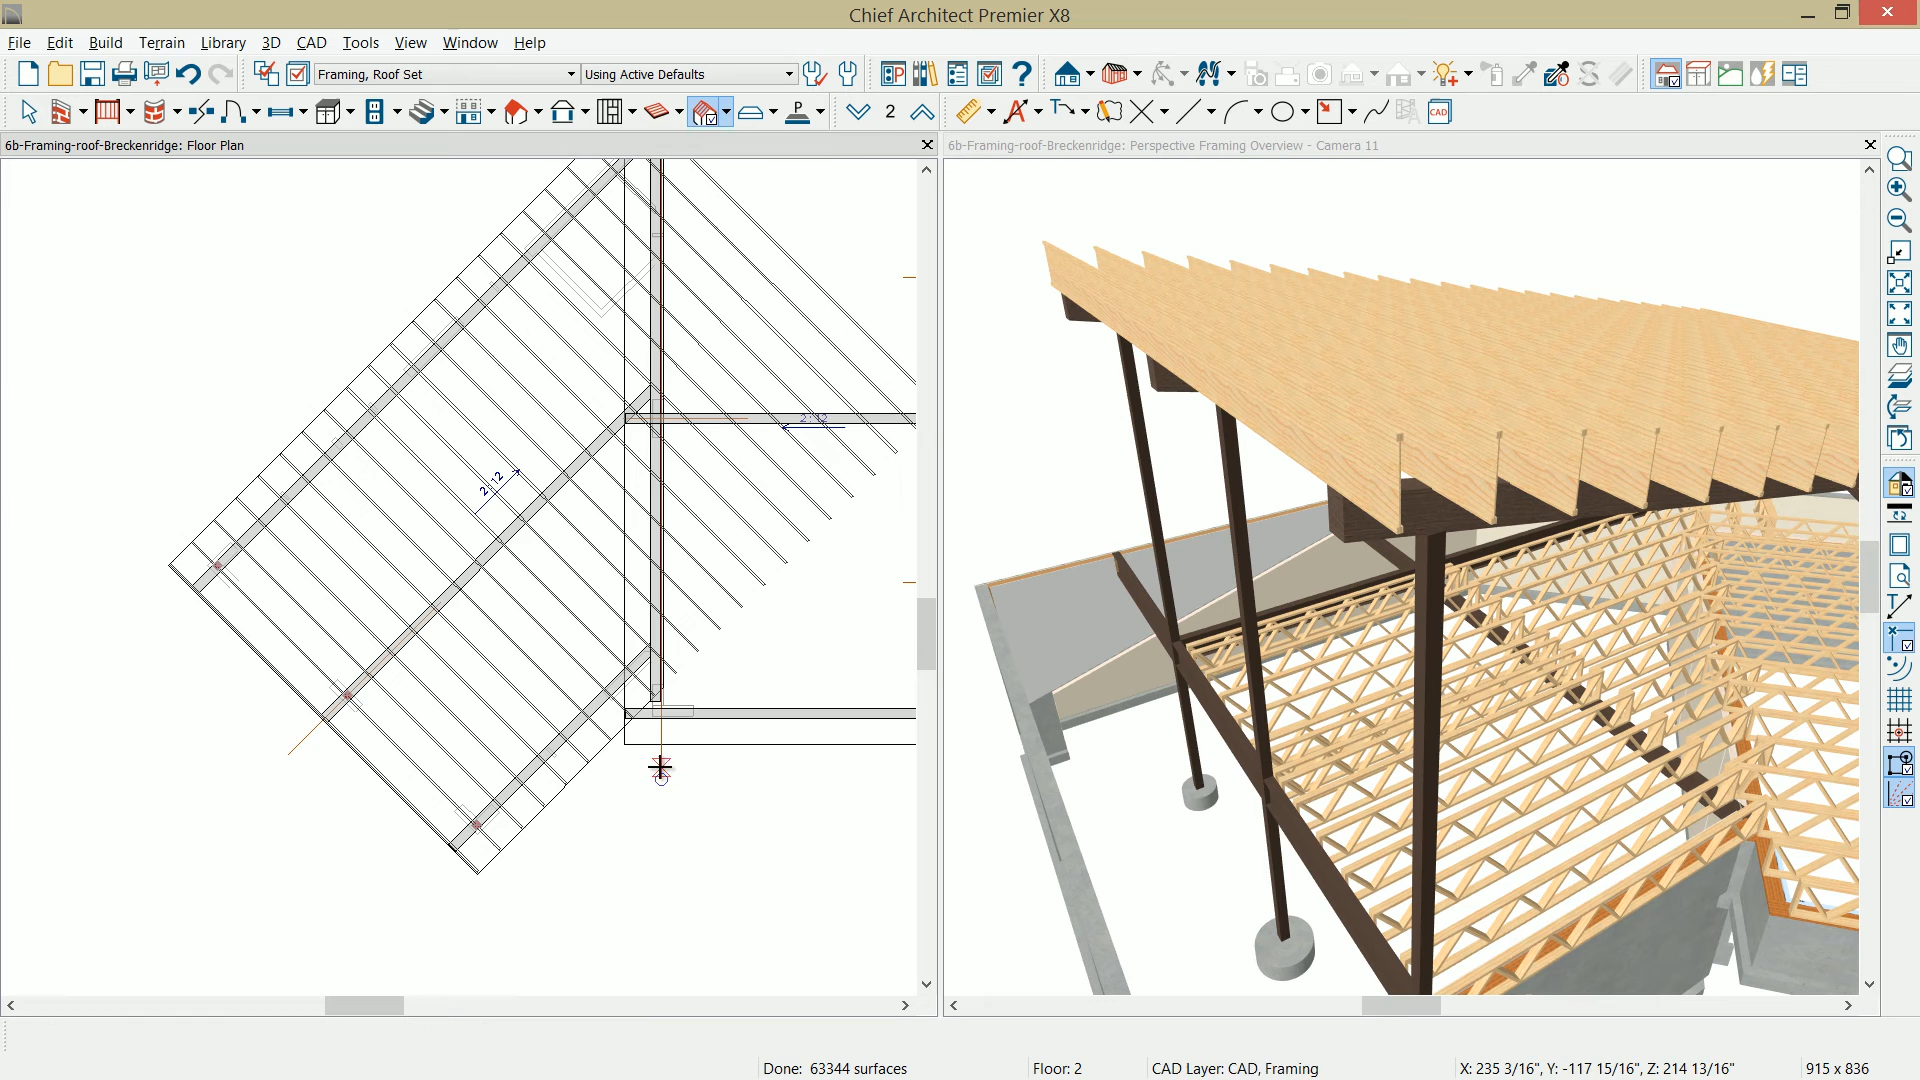 Chief Architect Premier X8
File Edit Build Terrain Library 3D CAD Tools View Window Help
Framing, Roof Set
Using Active Defaults
2
CAD
6b-Framing-roof-Breckenridge: Floor Plan
6b-Framing-roof-Breckenridge: Perspective Framing Overview - Camera 11
2:12
2:12
Done: 63344 surfaces
Floor: 2
CAD Layer: CAD, Framing
X: 235 3/16", Y: -117 15/16", Z: 214 13/16"
915 x 836